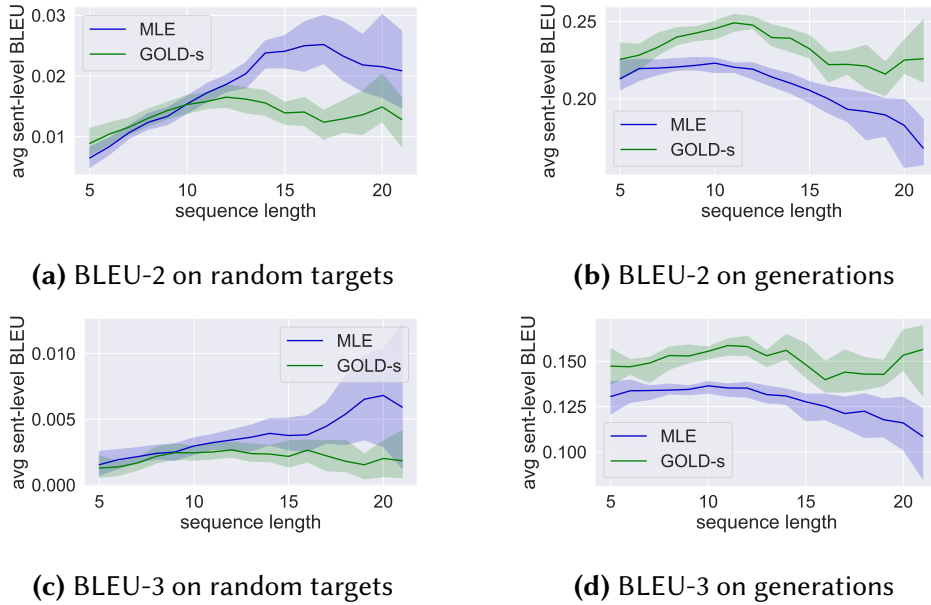 avg sent-level BLEU
0.03
0.02
0.01
MLE
GOLD-s
5
10
15
20
sequence length
(a) BLEU-2 on random targets
avg sent-level BLEU
0.25
0.20
MLE
GOLD-s
5
10
15
20
sequence length
(b) BLEU-2 on generations
avg sent-level BLEU
0.010
0.005
0.000
MLE
GOLD-s
5
10
15
20
sequence length
(c) BLEU-3 on random targets
avg sent-level BLEU
0.150
0.125
0.100
MLE
GOLD-s
5
10
15
20
sequence length
(d) BLEU-3 on generations